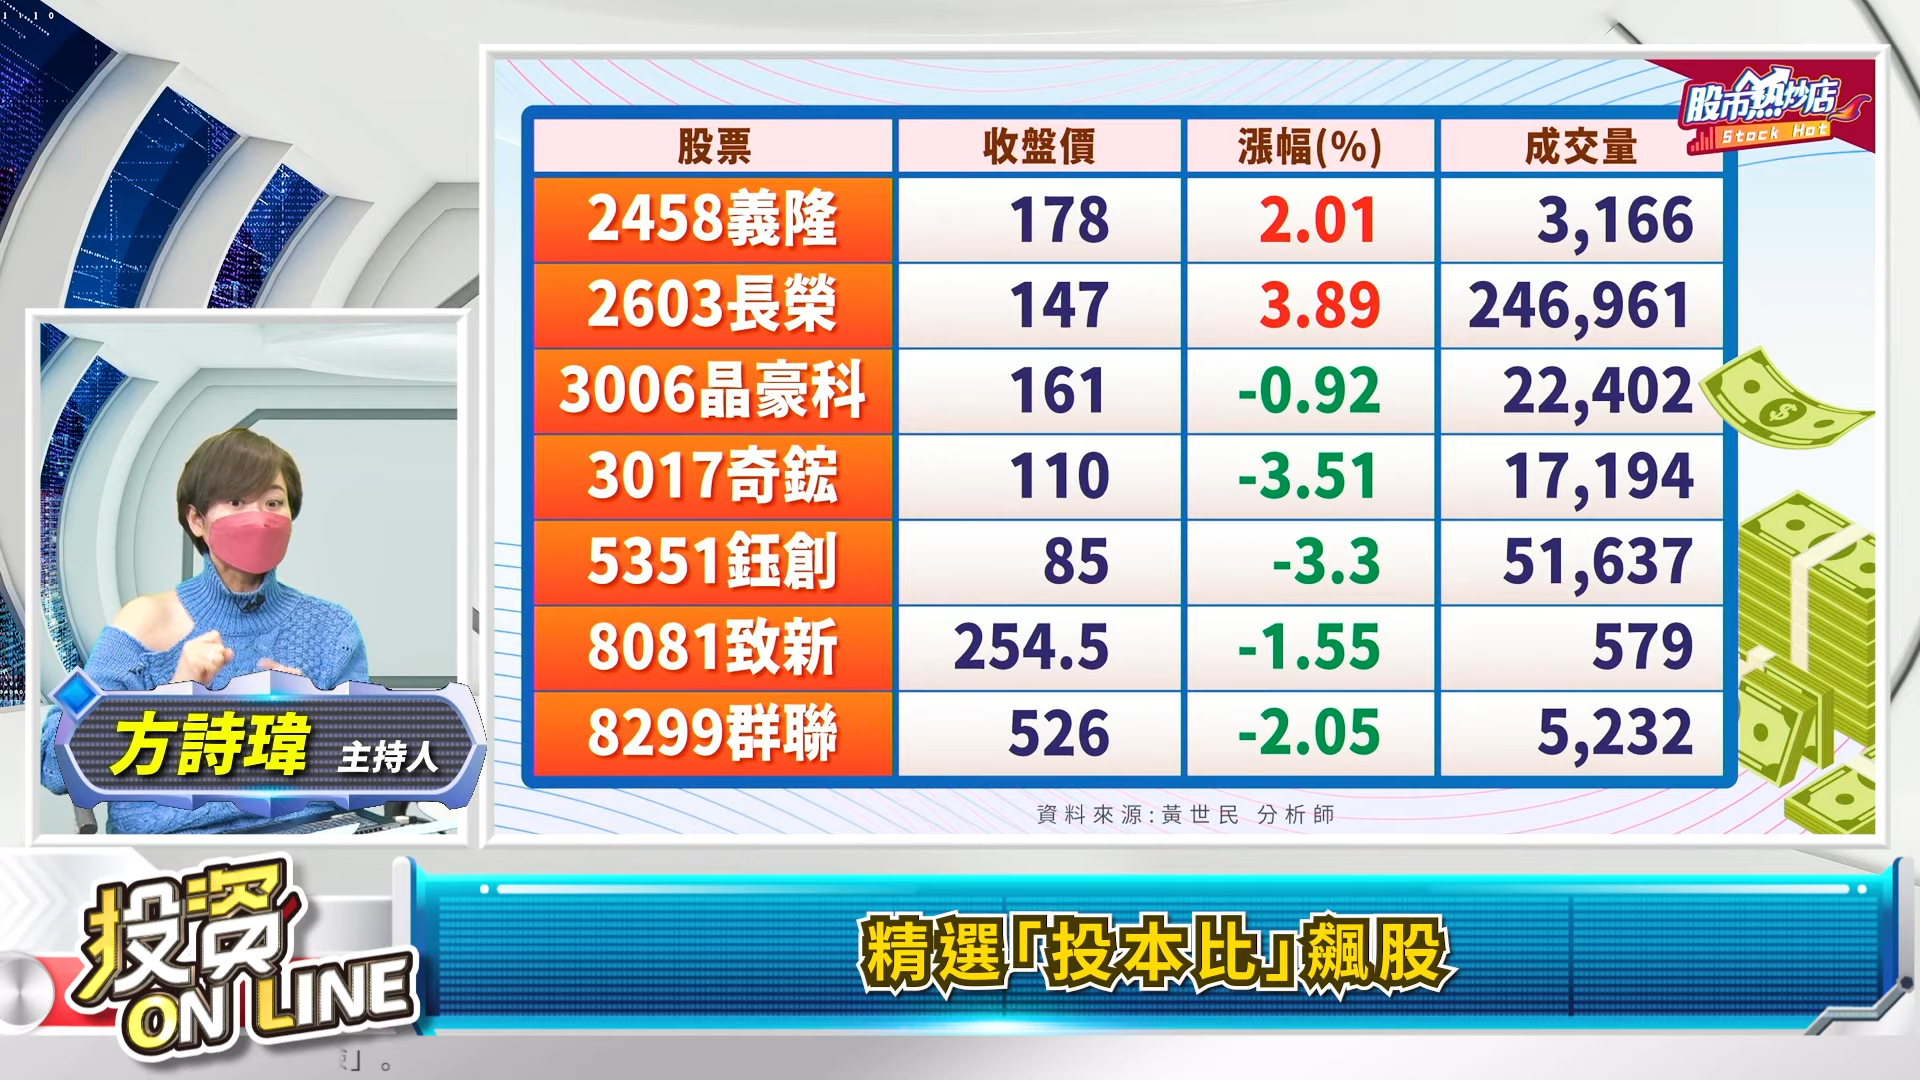 股市熱炒店
Stock Hot
股票 收盤價 漲幅(%) 成交量
2458義隆 178 2.01 3,166
2603長榮 147 3.89 246,961
3006晶豪科 161 -0.92 22,402
3017奇鋐 110 -3.51 17,194
5351鈺創 85 -3.3 51,637
8081致新 254.5 -1.55 579
8299群聯 526 -2.05 5,232
資料來源:黃世民 分析師
方詩瑋 主持人
投資
ON LINE
精選「投本比」飆股
」。